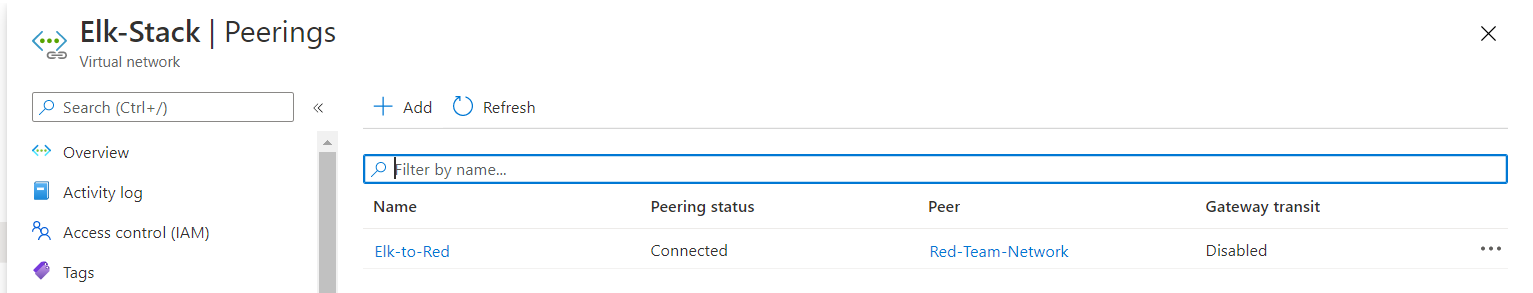 Elk-Stack | Peerings
Virtual network
Search (Ctrl+/)
«
Add
Refresh
Overview
Activity log
Access control (IAM)
Tags
Filter by name...
Name Peering status Peer Gateway transit
Elk-to-Red Connected Red-Team-Network Disabled